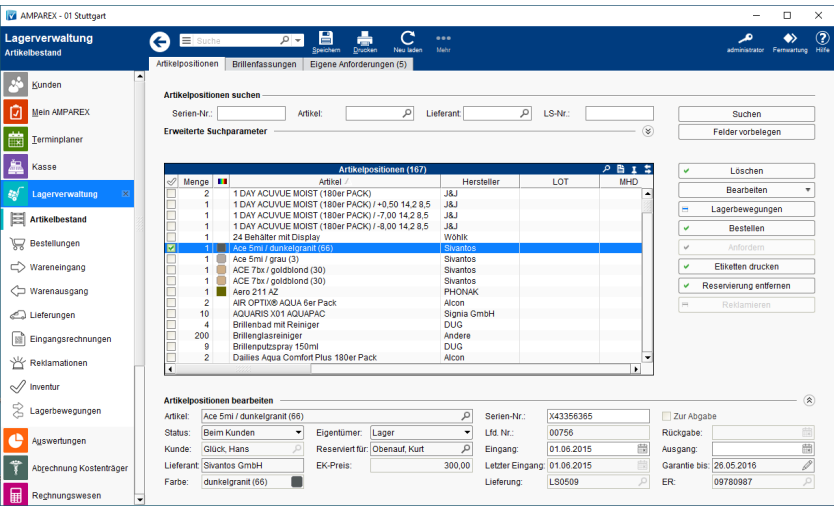 AMPAREX - 01 Stuttgart
Lagerverwaltung
Artikelbestand
Suche
Speichern Drucken Neu laden Mehr
administrator Fernwartung Hilfe
Artikelpositionen Brillenfassungen Eigene Anforderungen (5)
Kunden
Mein AMPAREX
Terminplaner
Kasse
Lagerverwaltung
Artikelbestand
Bestellungen
Wareneingang
Warenausgang
Lieferungen
Eingangsrechnungen
Reklamationen
Inventur
Lagerbewegungen
Auswertungen
Abrechnung Kostenträger
Rechnungswesen
Artikelpositionen suchen
Serien-Nr.: Artikel: Lieferant: LS-Nr.:
Erweiterte Suchparameter
Suchen
Felder vorbelegen
Artikelpositionen (167)
Menge Artikel Hersteller LOT MHD
2 1 DAY ACUVUE MOIST (180er PACK) J&J
1 1 DAY ACUVUE MOIST (180er PACK) / +0,50 14,2 8,5 J&J
1 1 DAY ACUVUE MOIST (180er PACK) / -7,00 14,2 8,5 J&J
1 1 DAY ACUVUE MOIST (180er PACK) / -8,00 14,2 8,5 J&J
1 24 Behälter mit Display Wöhlk
1 Ace 5mi / dunkelgranit (66) Sivantos
1 Ace 5mi / grau (3) Sivantos
1 ACE 7bx / goldblond (30) Sivantos
1 ACE 7bx / goldblond (30) Sivantos
1 Aero 211 AZ PHONAK
2 AIR OPTIX® AQUA 6er Pack Alcon
10 AQUARIS X01 AQUAPAC Signia GmbH
4 Brillenbad mit Reiniger DUG
200 Brillenglasreiniger Andere
9 Brillenputzspray 150ml DUG
2 Dailies Aqua Comfort Plus 180er Pack Alcon
Löschen
Bearbeiten
Lagerbewegungen
Bestellen
Anfordern
Etiketten drucken
Reservierung entfernen
Reklamieren
Artikelpositionen bearbeiten
Artikel: Ace 5mi / dunkelgranit (66) Serien-Nr.: X43356365 Zur Abgabe
Status: Beim Kunden Eigentümer: Lager Lfd. Nr.: 00756 Rückgabe:
Kunde: Glück, Hans Reserviert für: Obenauf, Kurt Eingang: 01.06.2015 Ausgang:
Lieferant: Sivantos GmbH EK-Preis: 300,00 Letzter Eingang: 01.06.2015 Garantie bis: 26.05.2016
Farbe: dunkelgranit (66) Lieferung: LS0509 ER: 09780987